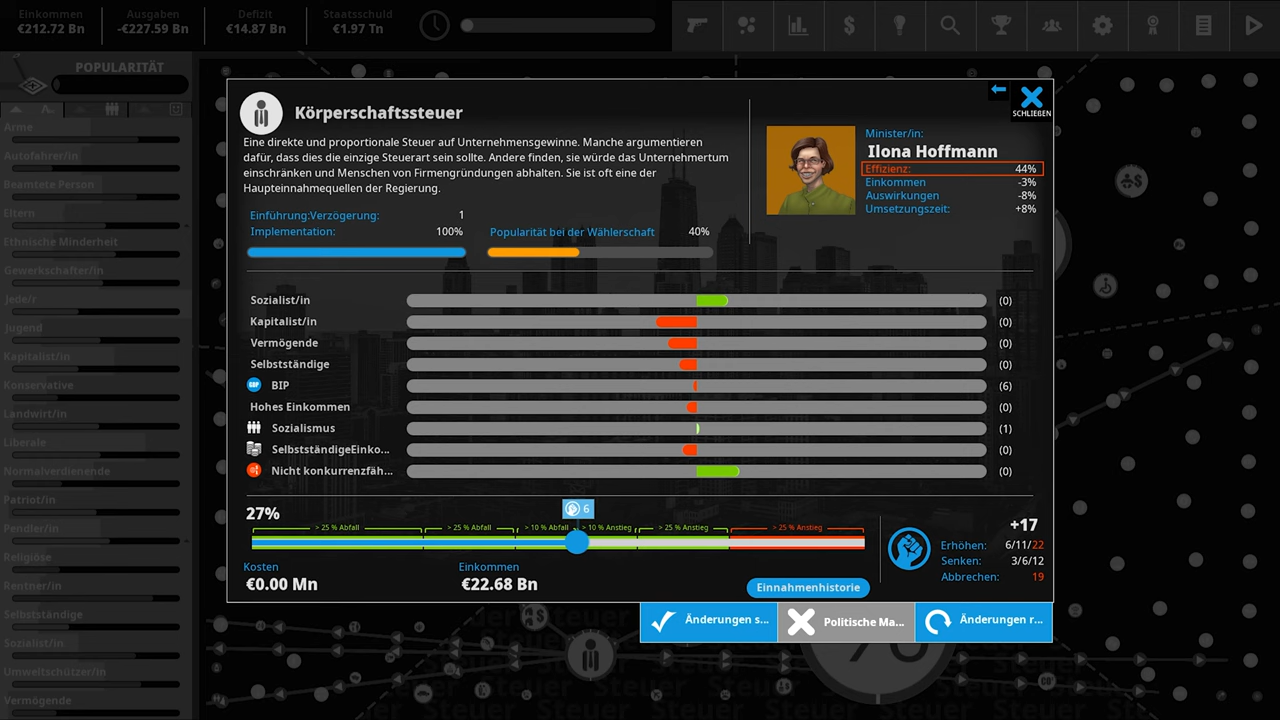 Einkommen
€212.72 Bn
Ausgaben
-€227.59 Bn
Defizit
€14.87 Bn
Staatsschuld
€1.97 Tn
POPULARITÄT
Arme
Autofahrer/in
Beamtete Person
Eltern
Ethnische Minderheit
Gewerkschafter/in
Jede/r
Jugend
Kapitalist/in
Konservative
Landwirt/in
Liberale
Normalverdienende
Patriot/in
Pendler/in
Religiöse
Rentner/in
Selbstständige
Sozialist/in
Umweltschützer/in
Vermögende
Körperschaftssteuer
Eine direkte und proportionale Steuer auf Unternehmensgewinne. Manche argumentieren
dafür, dass dies die einzige Steuerart sein sollte. Andere finden, sie würde das Unternehmertum
einschränken und Menschen von Firmengründungen abhalten. Sie ist oft eine der
Haupteinnahmequellen der Regierung.
Einführung:Verzögerung: 1
Implementation: 100%
Popularität bei der Wählerschaft 40%
SCHLIEẞEN
Minister/in:
Ilona Hoffmann
Effizienz: 44%
Einkommen -3%
Auswirkungen -8%
Umsetzungszeit: +8%
Sozialist/in (0)
Kapitalist/in (0)
Vermögende (0)
Selbstständige (0)
BIP (6)
Hohes Einkommen (0)
Sozialismus (1)
SelbstständigeEinko... (0)
Nicht konkurrenzfäh... (0)
27%
6
> 25 % Abfall
> 25 % Abfall
> 10 % Abfall
> 10 % Anstieg
> 25 % Anstieg
> 25 % Anstieg
Kosten
€0.00 Mn
Einkommen
€22.68 Bn
Einnahmenhistorie
+17
Erhöhen: 6/11/22
Senken: 3/6/12
Abbrechen: 19
Änderungen s...
Politische Ma...
Änderungen r...
Steuer Steuer Steuer